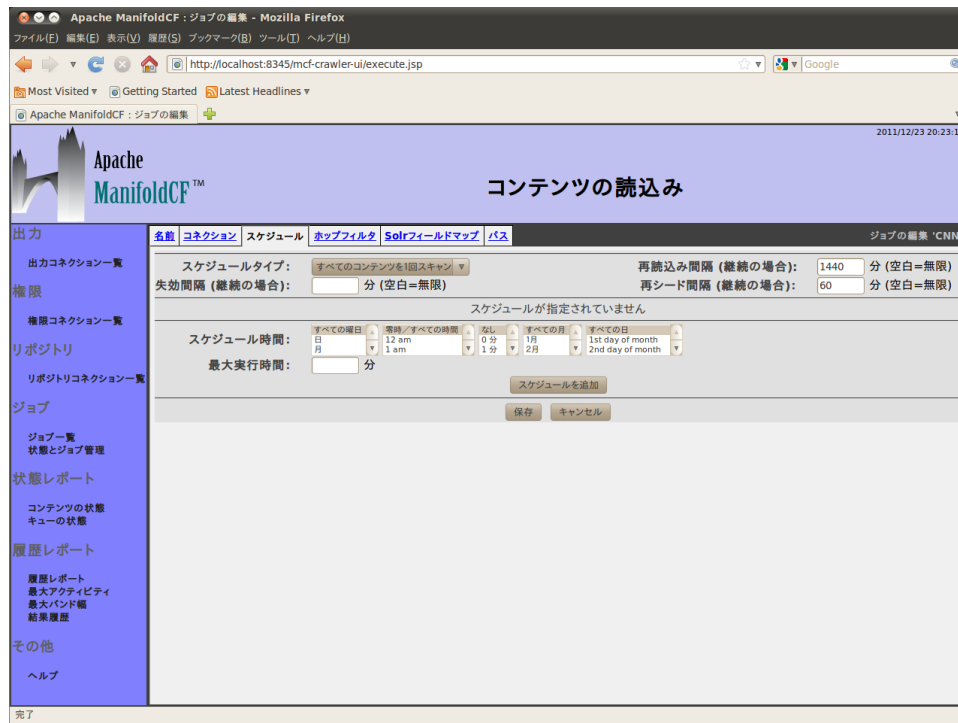 Apache ManifoldCF : ジョブの編集 - Mozilla Firefox
ファイル(F) 編集(E) 表示(V) 履歴(S) ブックマーク(B) ツール(T) ヘルプ(H)
http://localhost:8345/mcf-crawler-ui/execute.jsp
Google
Most Visited Getting Started Latest Headlines
Apache ManifoldCF : ジョブの編集
2011/12/23 20:23:1
Apache
ManifoldCF™
コンテンツの読込み
出力
出力コネクション一覧
権限
権限コネクション一覧
リポジトリ
リポジトリコネクション一覧
ジョブ
ジョブ一覧
状態とジョブ管理
状態レポート
コンテンツの状態
キューの状態
履歴レポート
履歴レポート
最大アクティビティ
最大バンド幅
結果履歴
その他
ヘルプ
名前 コネクション スケジュール ホップフィルタ Solrフィールドマップ パス
ジョブの編集 'CNN
スケジュールタイプ: すべてのコンテンツを1回スキャン 再読込み間隔 (継続の場合): 1440 分 (空白=無限)
失効間隔 (継続の場合): 分 (空白=無限) 再シード間隔 (継続の場合): 60 分 (空白=無限)
スケジュールが指定されていません
スケジュール時間:
すべての曜日
日
月
零時/すべての時間
12 am
1 am
なし
0 分
1 分
すべての月
1月
2月
すべての日
1st day of month
2nd day of month
最大実行時間: 分
スケジュールを追加
保存 キャンセル
完了